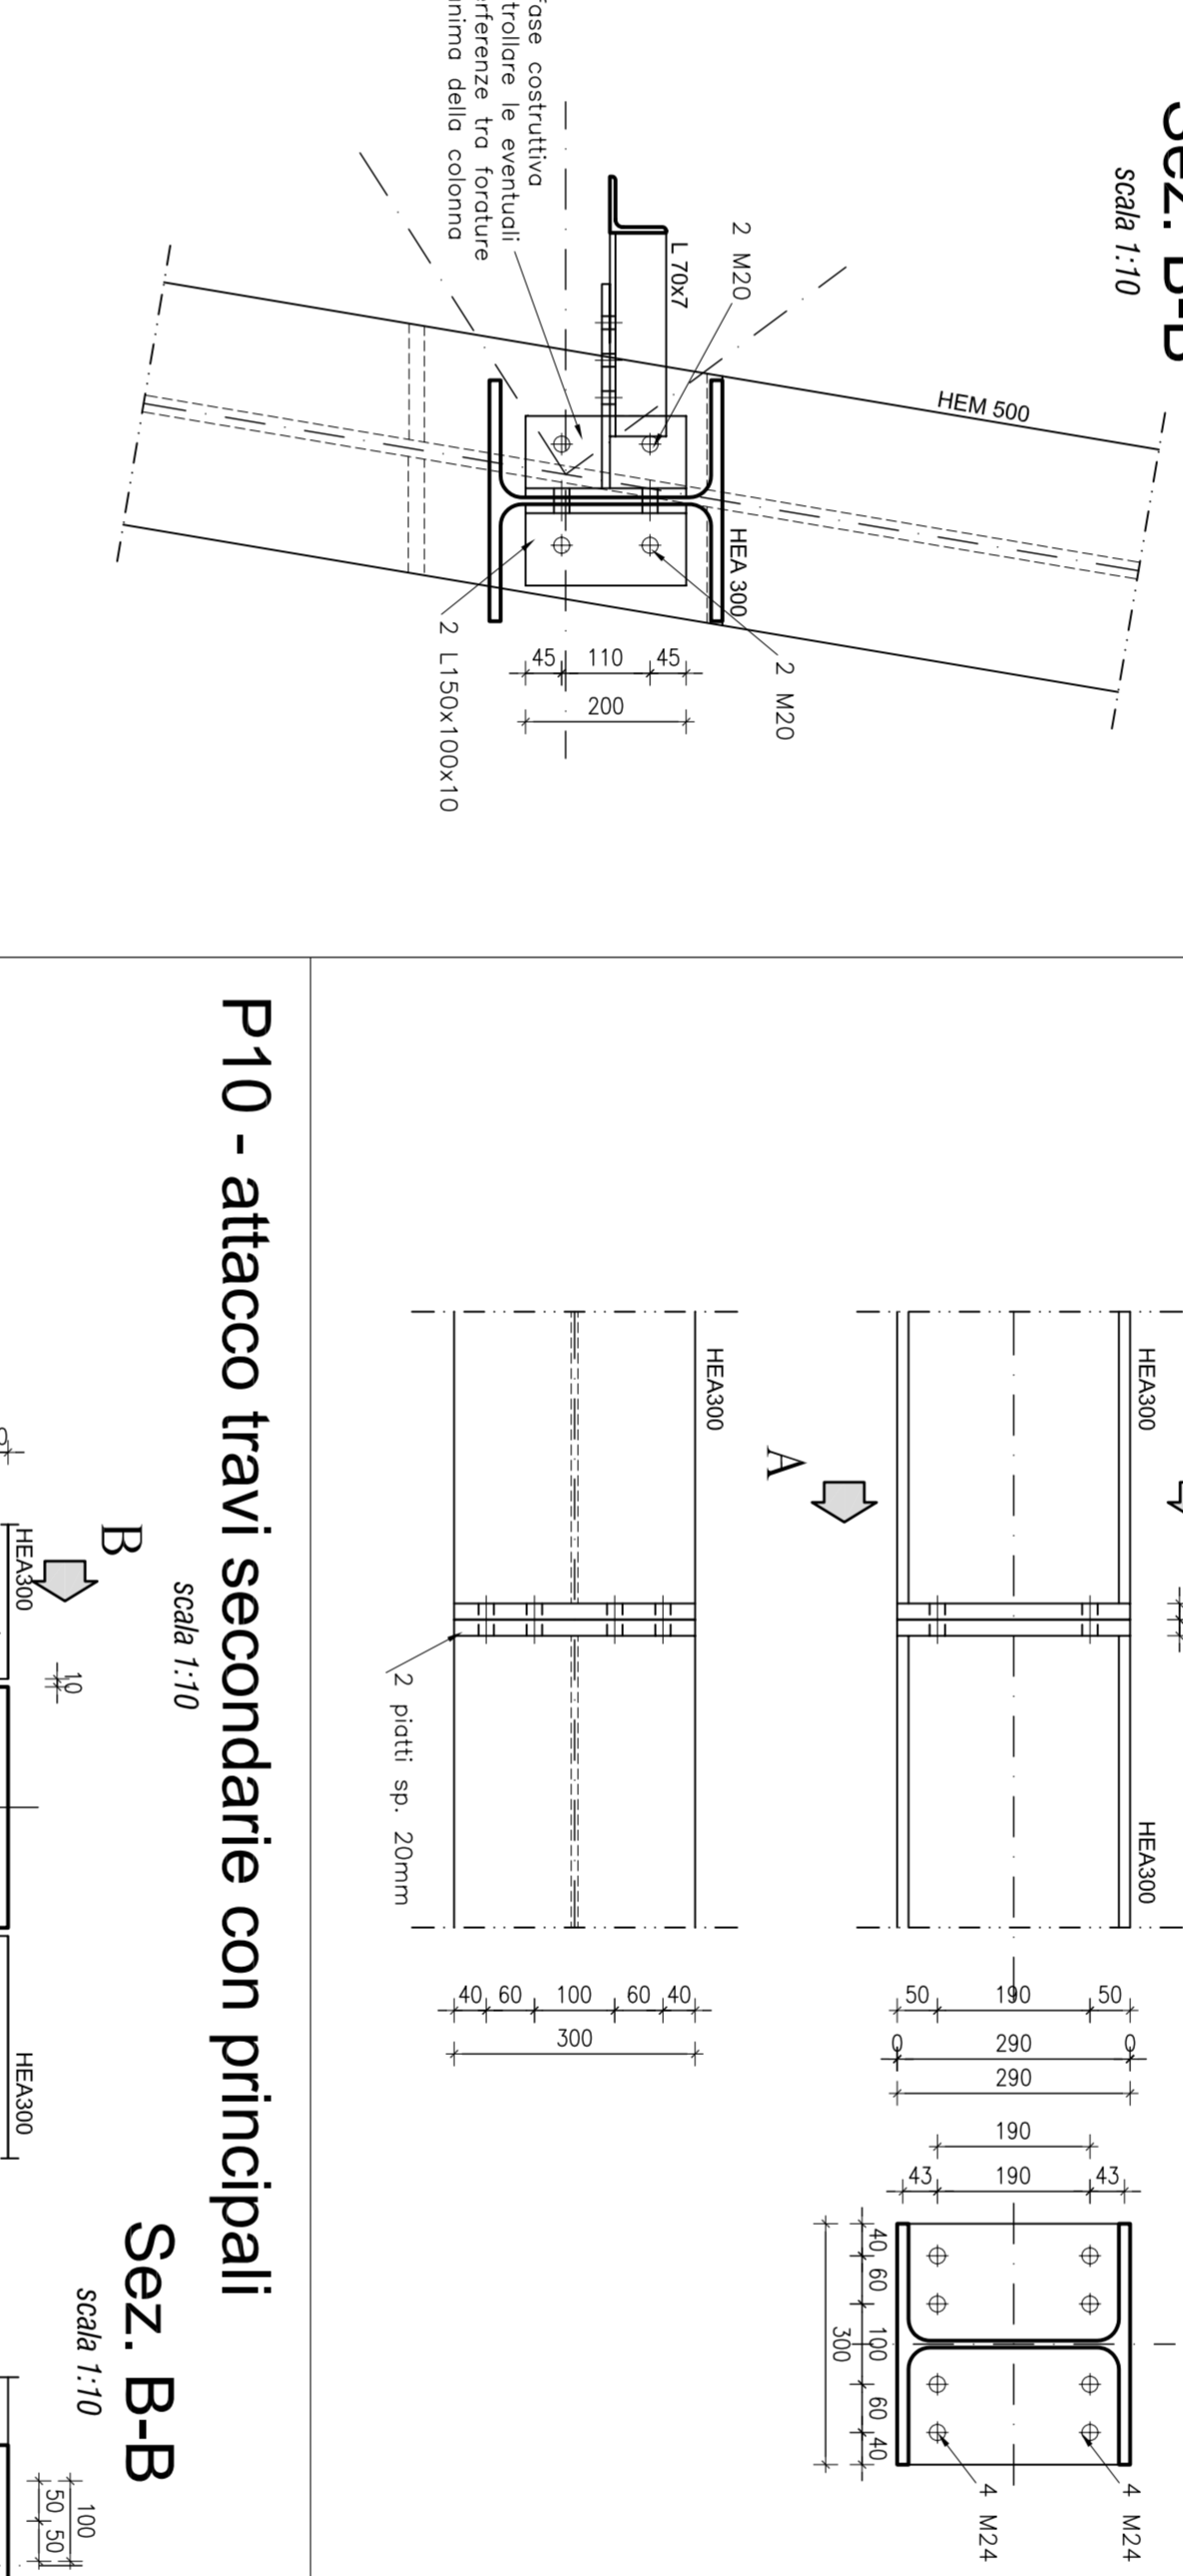 Sez. B-B
scala 1:10
HEM 500
2 M20
L 70x7
fase costruttiva
trollare le eventuali
erferenze tra forature
nima della colonna
HEA 300
2 M20
2 L150x100x10
45 110 45
200
HEA300
HEA300
A
50 190 50
0 290 0
290
190
43 190 43
40 60 100 60 40
300
4 M24
4 M24
HEA300
2 piatti sp. 20mm
40 60 100 60 40
300
P10 - attacco travi secondarie con principali
scala 1:10
B
10
HEA300
HEA300
Sez. B-B
scala 1:10
100
50 50